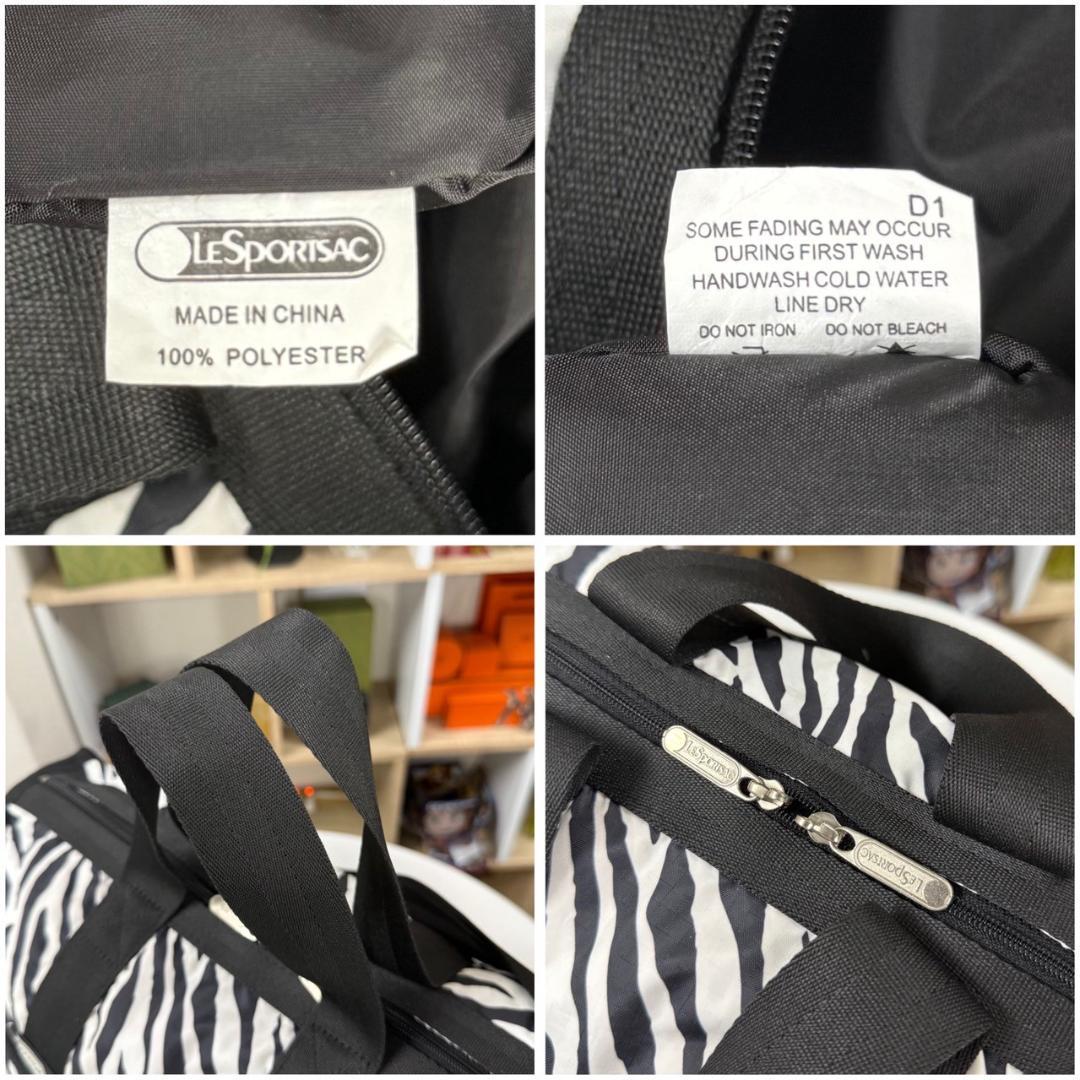 LESPORTSAC
MADE IN CHINA
100% POLYESTER
D1
SOME FADING MAY OCCUR
DURING FIRST WASH
HANDWASH COLD WATER
LINE DRY
DO NOT IRON DO NOT BLEACH
LESPORTSAC
LESPORTSAC